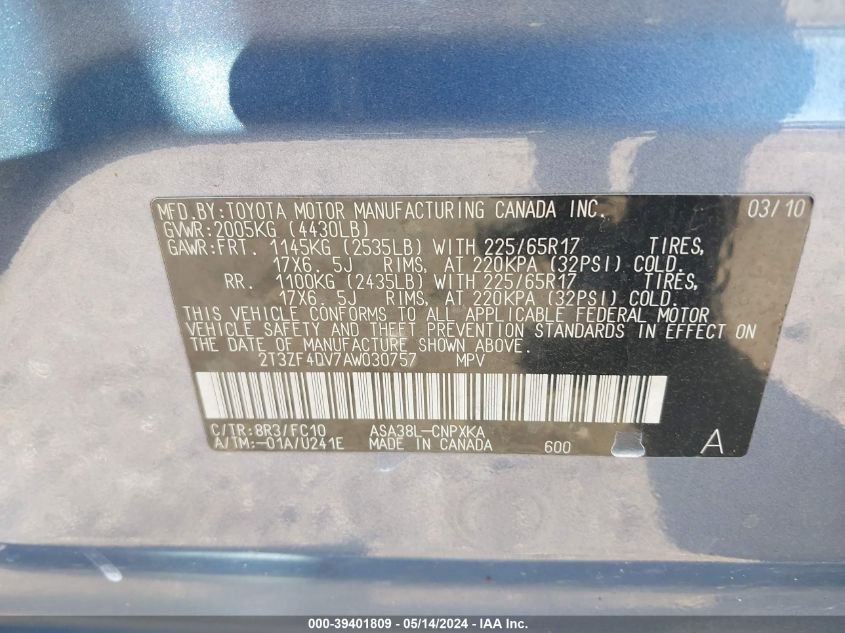 MFD. BY: TOYOTA MOTOR MANUFACTURING CANADA INC. 03/10
GVWR: 2005KG (4430LB)
GAWR: FRT. 1145KG (2535LB) WITH 225/65R17 TIRES,
17X6. 5J RIMS, AT 220KPA (32PSI) COLD.
RR. 1100KG (2435LB) WITH 225/65R17 TIRES,
17X6. 5J RIMS, AT 220KPA (32PSI) COLD.
THIS VEHICLE CONFORMS TO ALL APPLICABLE FEDERAL MOTOR
VEHICLE SAFETY AND THEFT PREVENTION STANDARDS IN EFFECT ON
THE DATE OF MANUFACTURE SHOWN ABOVE.
2T3ZF4DV7AW030757 MPV
C/TR: 8R3/FC10 ASA38L-CNPXKA
A/TM: -01A/U241E MADE IN CANADA 600 A
000-39401809 - 05/14/2024 - IAA Inc.